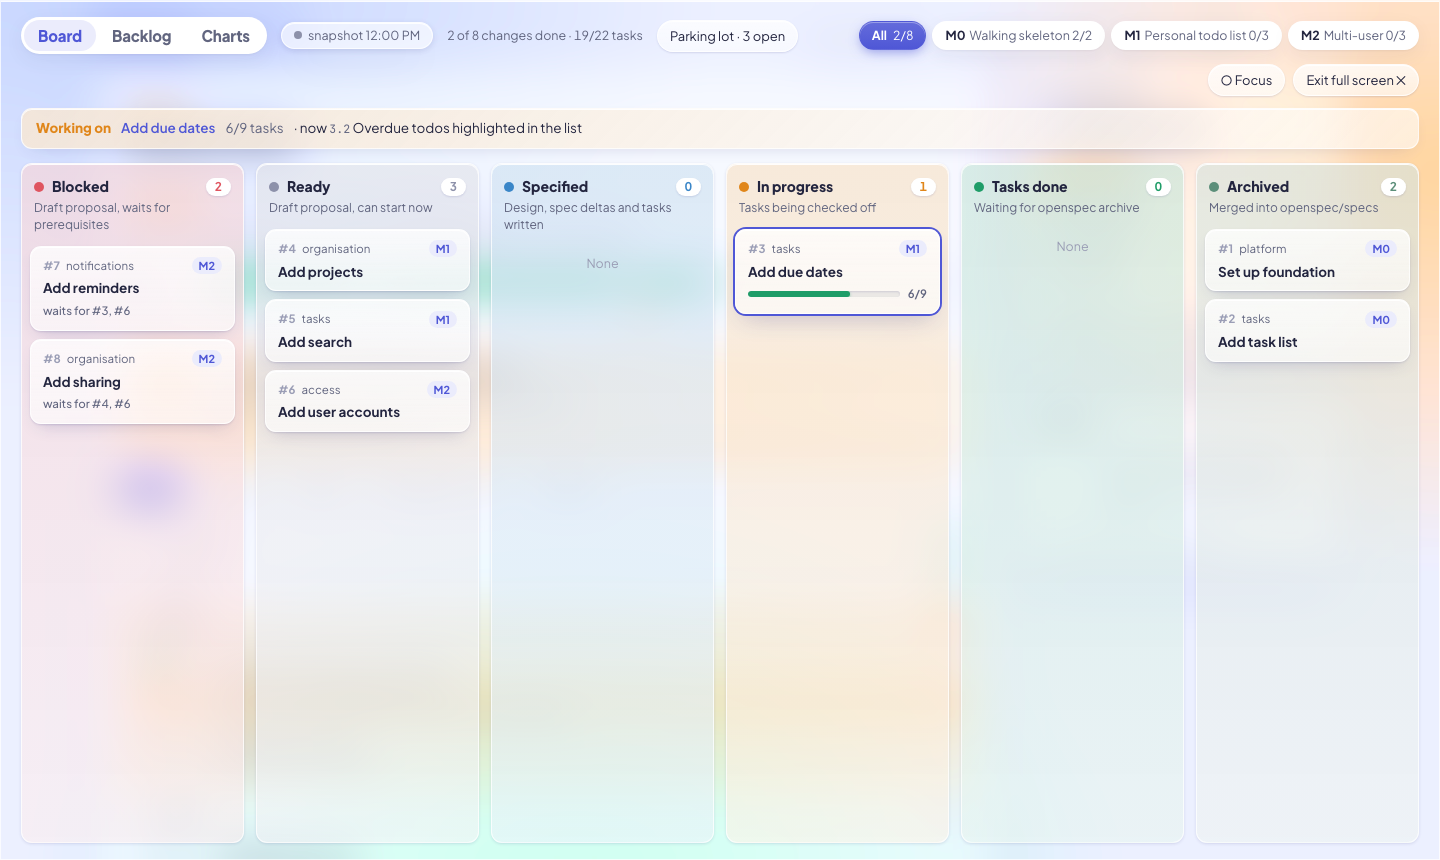 Board Backlog Charts snapshot 12:00 PM 2 of 8 changes done · 19/22 tasks Parking lot · 3 open All 2/8 M0 Walking skeleton 2/2 M1 Personal todo list 0/3 M2 Multi-user 0/3
Focus Exit full screen
Working on Add due dates 6/9 tasks · now 3.2 Overdue todos highlighted in the list
Blocked 2
Draft proposal, waits for
prerequisites
#7 notifications M2
Add reminders
waits for #3, #6
#8 organisation M2
Add sharing
waits for #4, #6
Ready 3
Draft proposal, can start now
#4 organisation M1
Add projects
#5 tasks M1
Add search
#6 access M2
Add user accounts
Specified 0
Design, spec deltas and tasks
written
None
In progress 1
Tasks being checked off
#3 tasks M1
Add due dates
6/9
Tasks done 0
Waiting for openspec archive
None
Archived 2
Merged into openspec/specs
#1 platform M0
Set up foundation
#2 tasks M0
Add task list